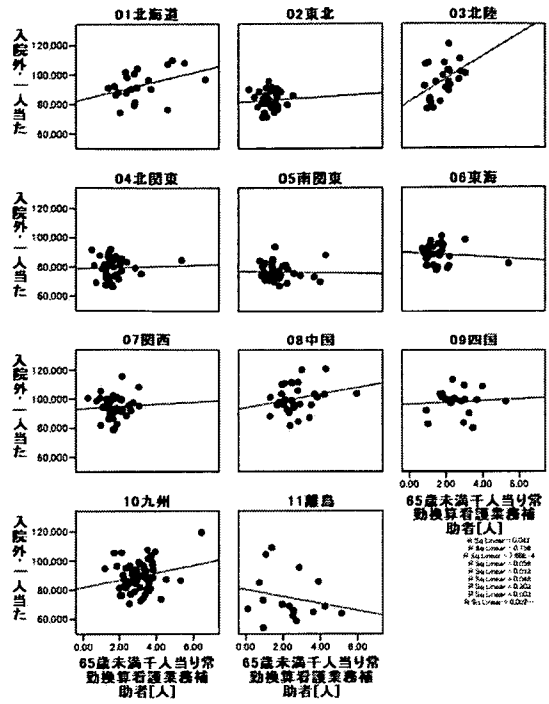 01北海道
02東北
03北陸
入院外・一人当た
120,000
100,000
80,000
60,000
04北関東
05南関東
06東海
入院外・一人当た
120,000
100,000
80,000
60,000
07関西
08中国
09四国
入院外・一人当た
120,000
100,000
80,000
60,000
0.00 2.00 4.00 6.00
65歳未満千人当り常
勤換算看護業務補
助者[人]
10九州
11離島
入院外・一人当た
120,000
100,000
80,000
60,000
0.00 2.00 4.00 6.00
0.00 2.00 4.00 6.00
65歳未満千人当り常
勤換算看護業務補
助者[人]
65歳未満千人当り常
勤換算看護業務補
助者[人]